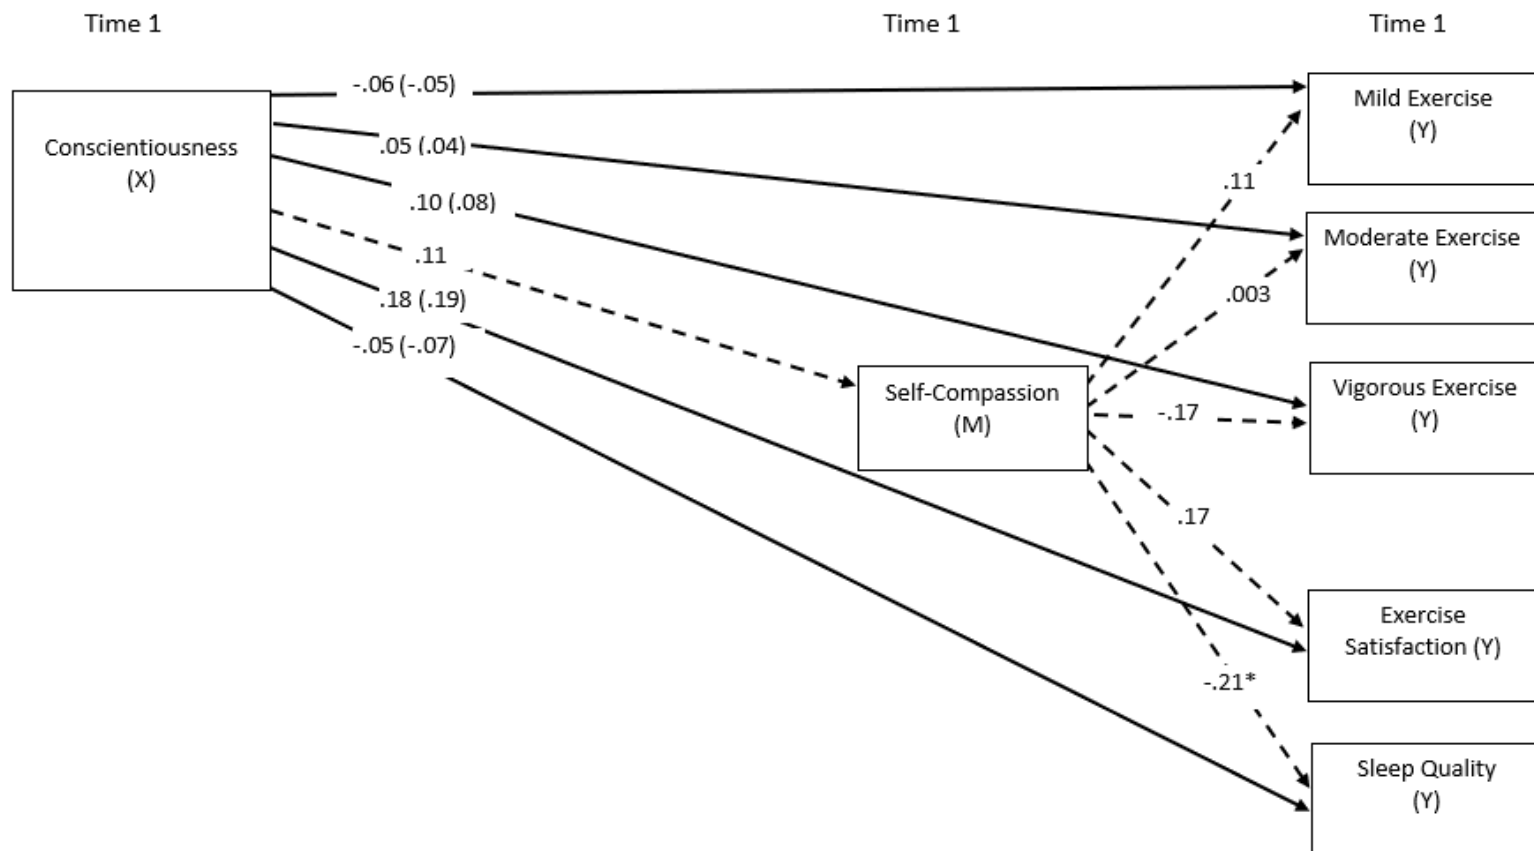 Time 1
Time 1
Time 1
Conscientiousness
(X)
-.06 (-.05)
.05 (.04)
.10 (.08)
.11
.18 (.19)
-.05 (-.07)
Self-Compassion
(M)
.11
.003
-.17
.17
-.21*
Mild Exercise
(Y)
Moderate Exercise
(Y)
Vigorous Exercise
(Y)
Exercise
Satisfaction (Y)
Sleep Quality
(Y)